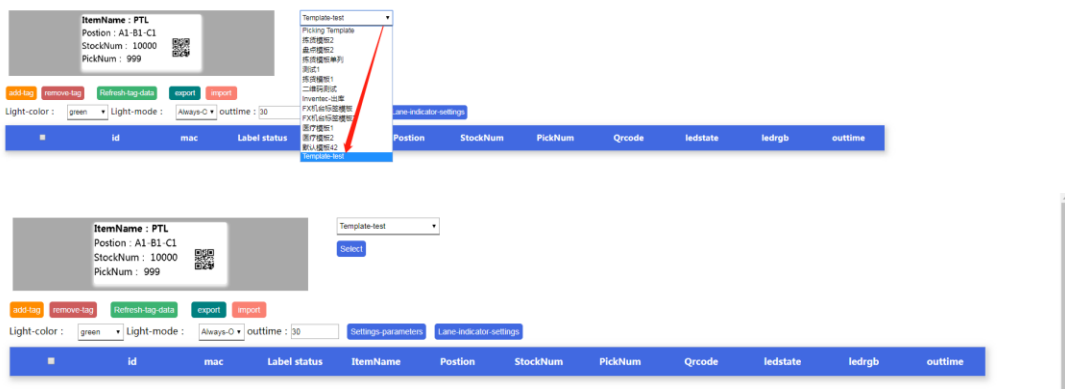 ItemName : PTL
Postion : A1-B1-C1
StockNum : 10000
PickNum : 999
Template-test
Picking Template
拣货模板2
盘点模板2
拣货模板单列
测试1
拣货模板1
二维码测试
Inventec-出库
FX机台标签模板
FX机台标签模板
医疗模板1
医疗模板2
默认模板42
Template-test
add-tag remove-tag Refresh-tag-data export import
Light-color : green Light-mode : Always-O outtime : 30 Lane-indicator-settings
id mac Label status Postion StockNum PickNum Qrcode ledstate ledrgb outtime
ItemName : PTL
Postion : A1-B1-C1
StockNum : 10000
PickNum : 999
Template-test
Select
add-tag remove-tag Refresh-tag-data export import
Light-color : green Light-mode : Always-O outtime : 30 Settings-parameters Lane-indicator-settings
id mac Label status ItemName Postion StockNum PickNum Qrcode ledstate ledrgb outtime